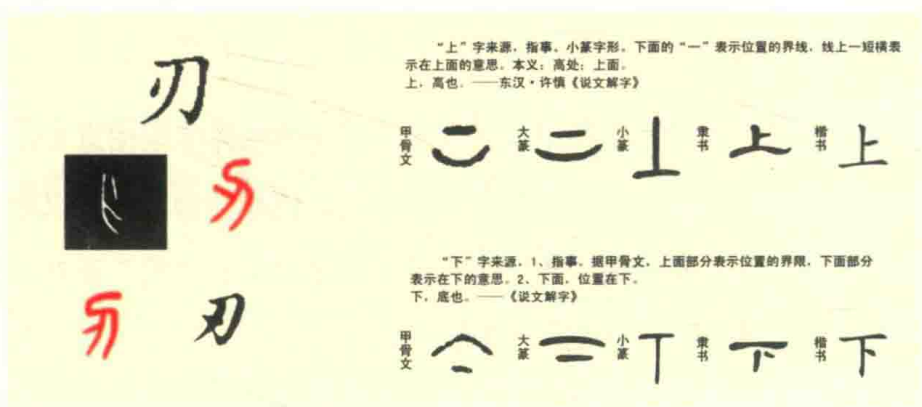 刃
刃
刃
刃
"上"字来源,指事。小篆字形。下面的"一"表示位置的界线,线上一短横表
示在上面的意思。本义:高处;上面。
上,高也。——东汉·许慎《说文解字》
甲骨文 大篆 小篆 隶书 上 楷书 上
"下"字来源,1、指事。据甲骨文,上面部分表示位置的界限,下面部分
表示在下的意思。2、下面,位置在下。
下,底也。——《说文解字》
甲骨文 大篆 小篆 隶书 下 楷书 下